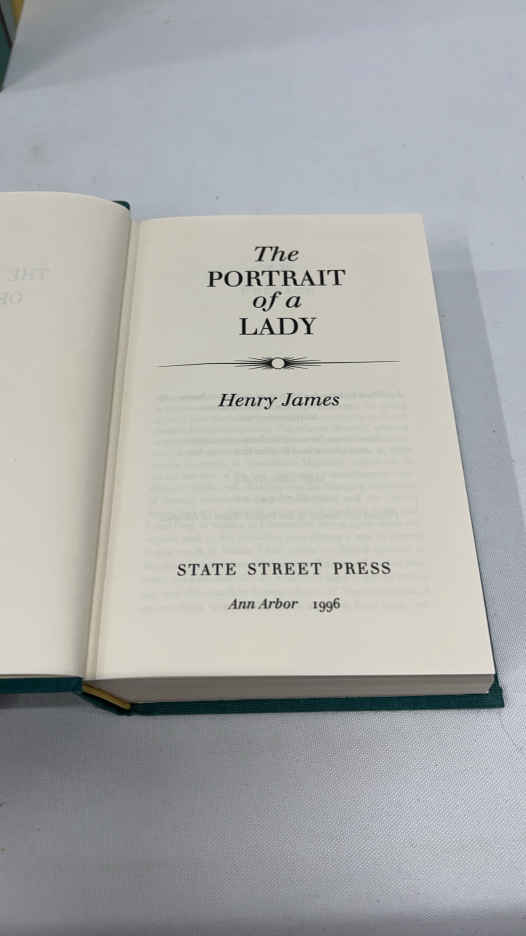 The
PORTRAIT
of a
LADY
Henry James
STATE STREET PRESS
Ann Arbor 1996